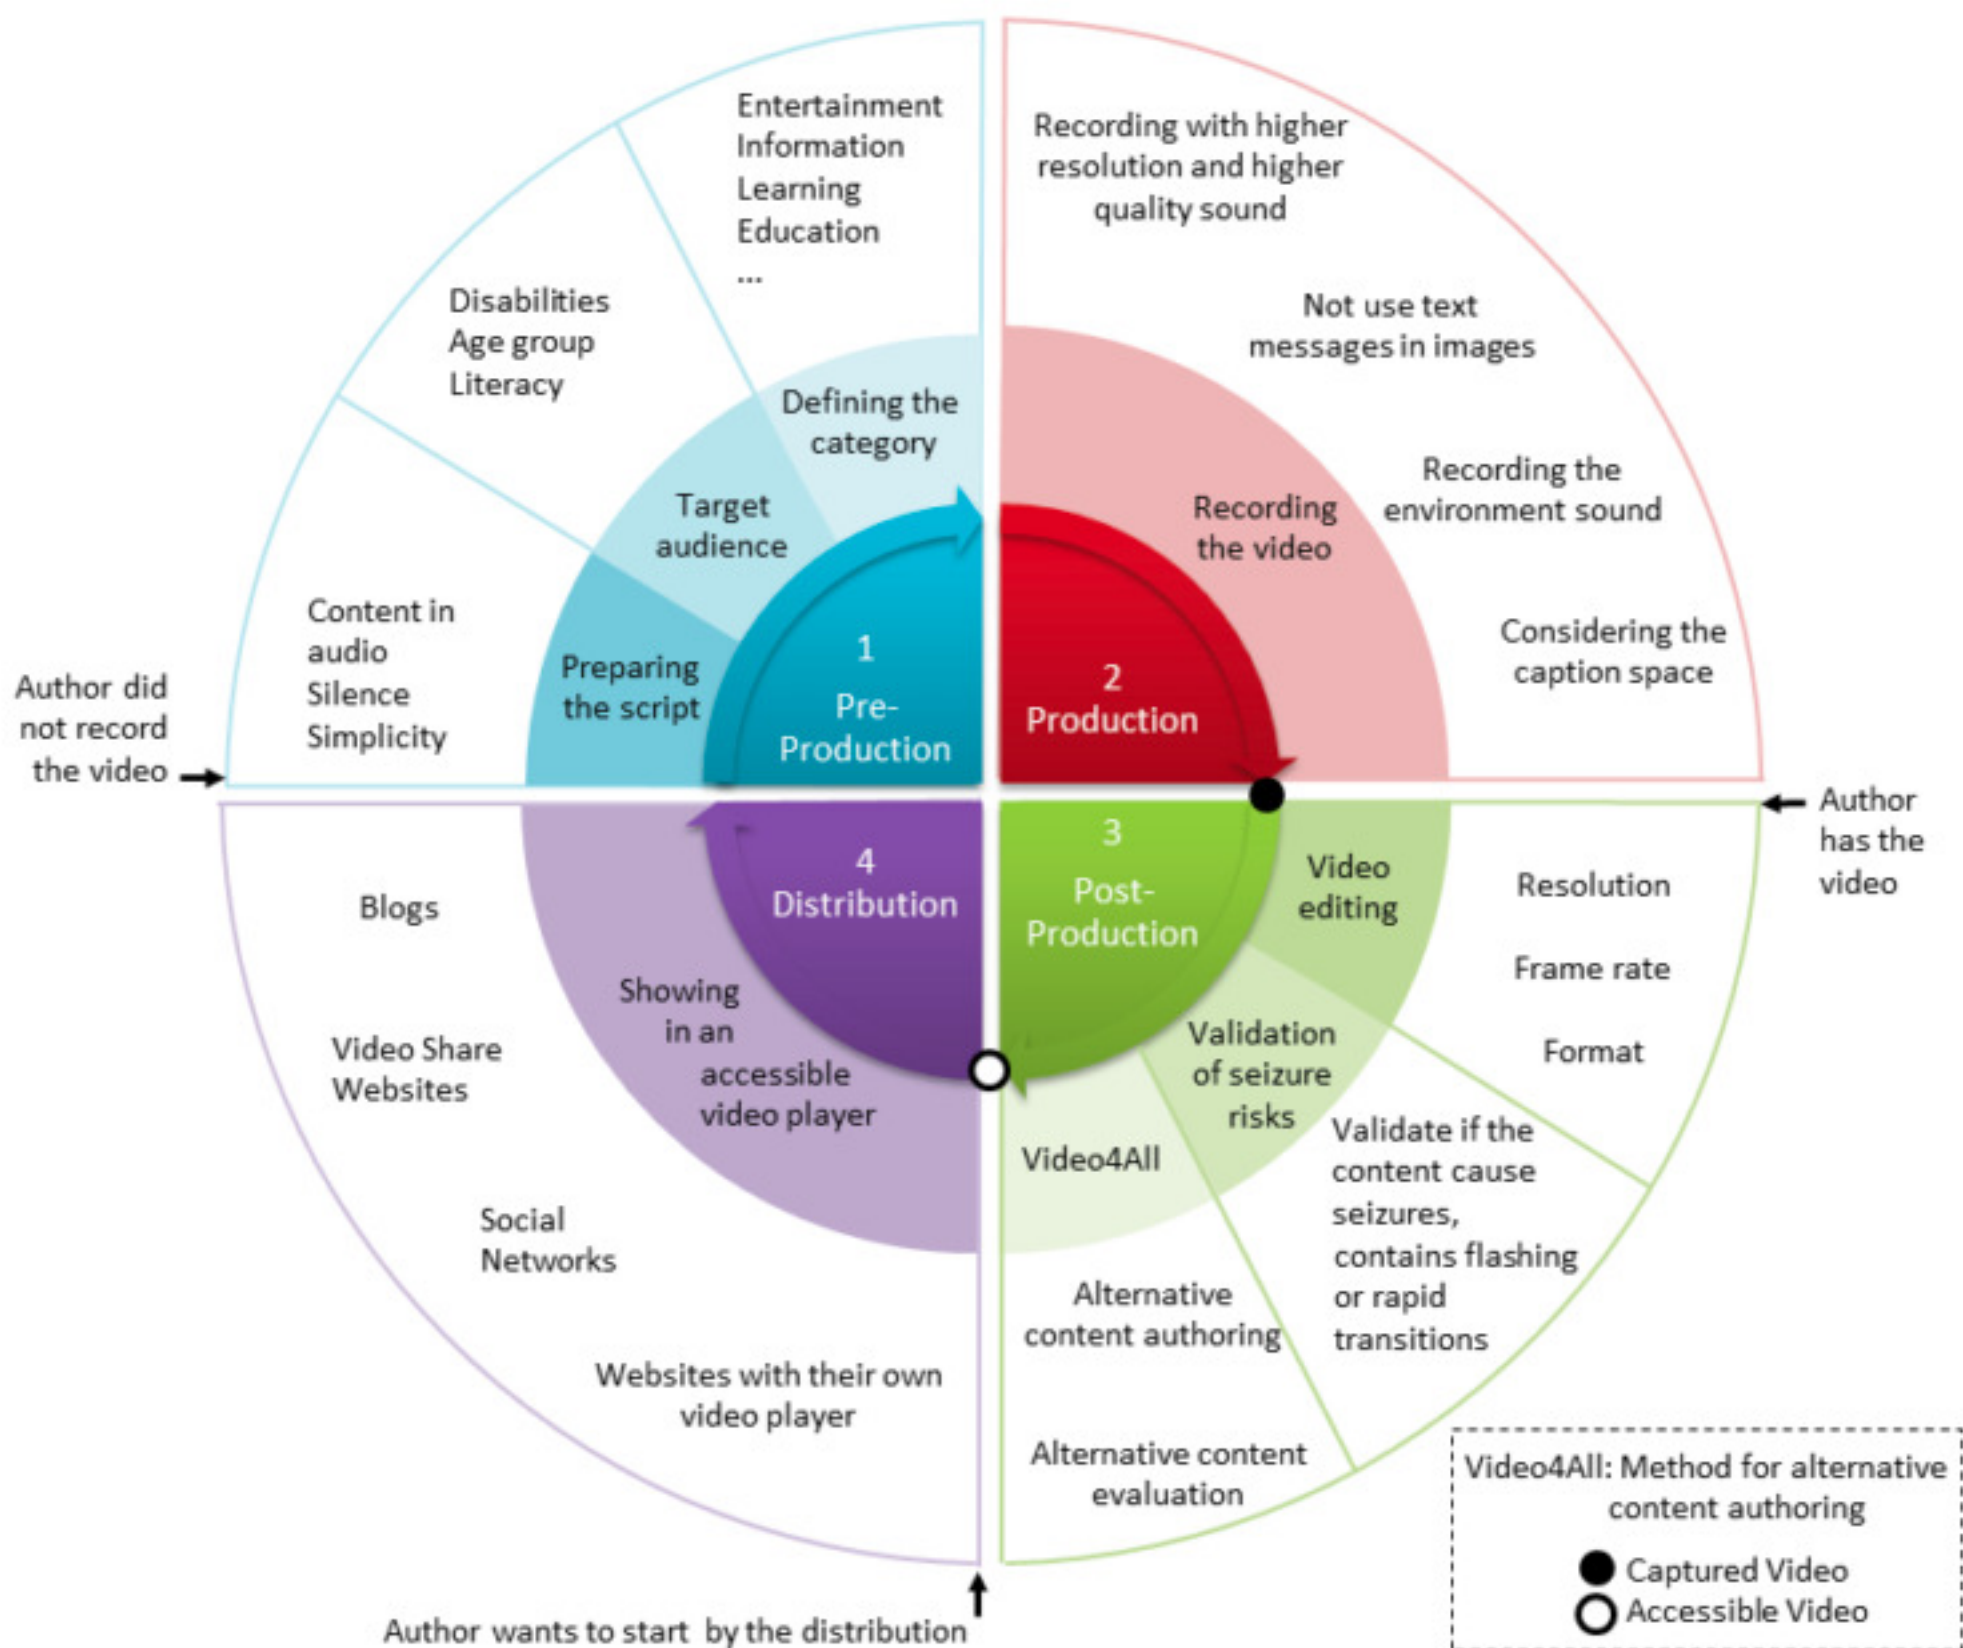 Entertainment
Information
Learning
Education
...
Disabilities
Age group
Literacy
Content in
audio
Silence
Simplicity
Defining the
category
Target
audience
Preparing
the script
1
Pre-
Production
Author did
not record
the video
Recording with higher
resolution and higher
quality sound
Not use text
messages in images
Recording the
environment sound
Considering the
caption space
Recording
the video
2
Production
Author
has the
video
3
Post-
Production
Video
editing
Resolution
Frame rate
Format
Validation
of seizure
risks
Validate if the
content cause
seizures,
contains flashing
or rapid
transitions
Video4All
Alternative
content authoring
Alternative content
evaluation
4
Distribution
Showing
in an
accessible
video player
Blogs
Video Share
Websites
Social
Networks
Websites with their own
video player
Author wants to start by the distribution
Video4All: Method for alternative
content authoring
Captured Video
Accessible Video